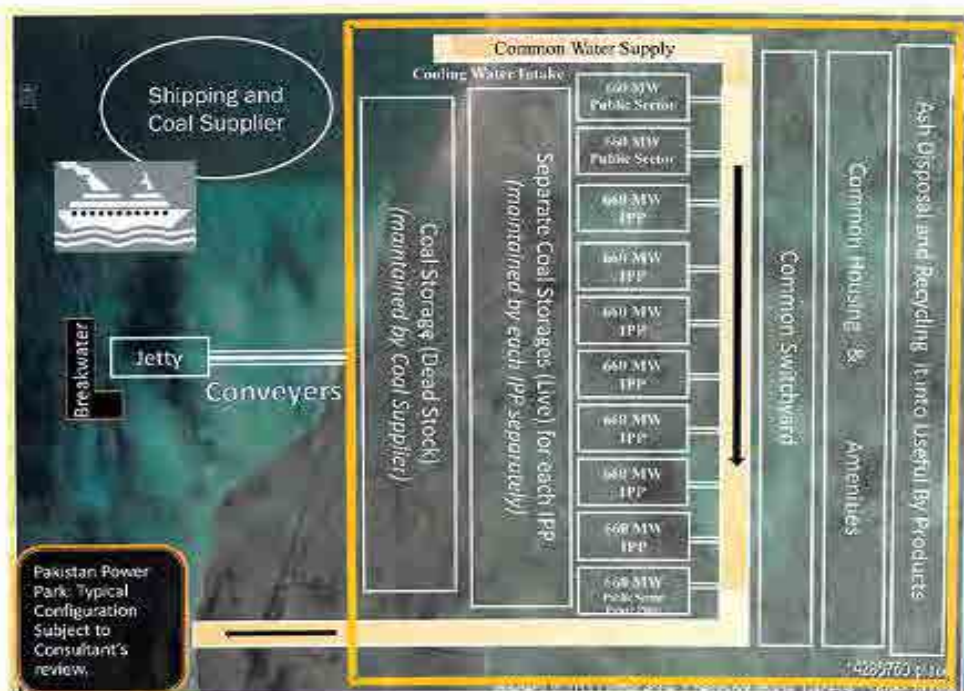 Common Water Supply
Cooling Water Intake
Shipping and
Coal Supplier
Breakwater
Jetty
Conveyers
Coal Storage (Dead Stock)
(maintained by Coal Supplier)
Separate Coal Storages (Live) for each IPP
(maintained by each IPP separately)
660 MW
Public Sector
660 MW
Public Sector
660 MW
IPP
660 MW
IPP
660 MW
IPP
660 MW
IPP
660 MW
IPP
660 MW
IPP
660 MW
IPP
660 MW
Public Sector
Common Switchyard
Common Housing &
Amenities
Ash Disposal and Recycling it into Useful By Products
Pakistan Power
Park: Typical
Configuration
Subject to
Consultant's
review.